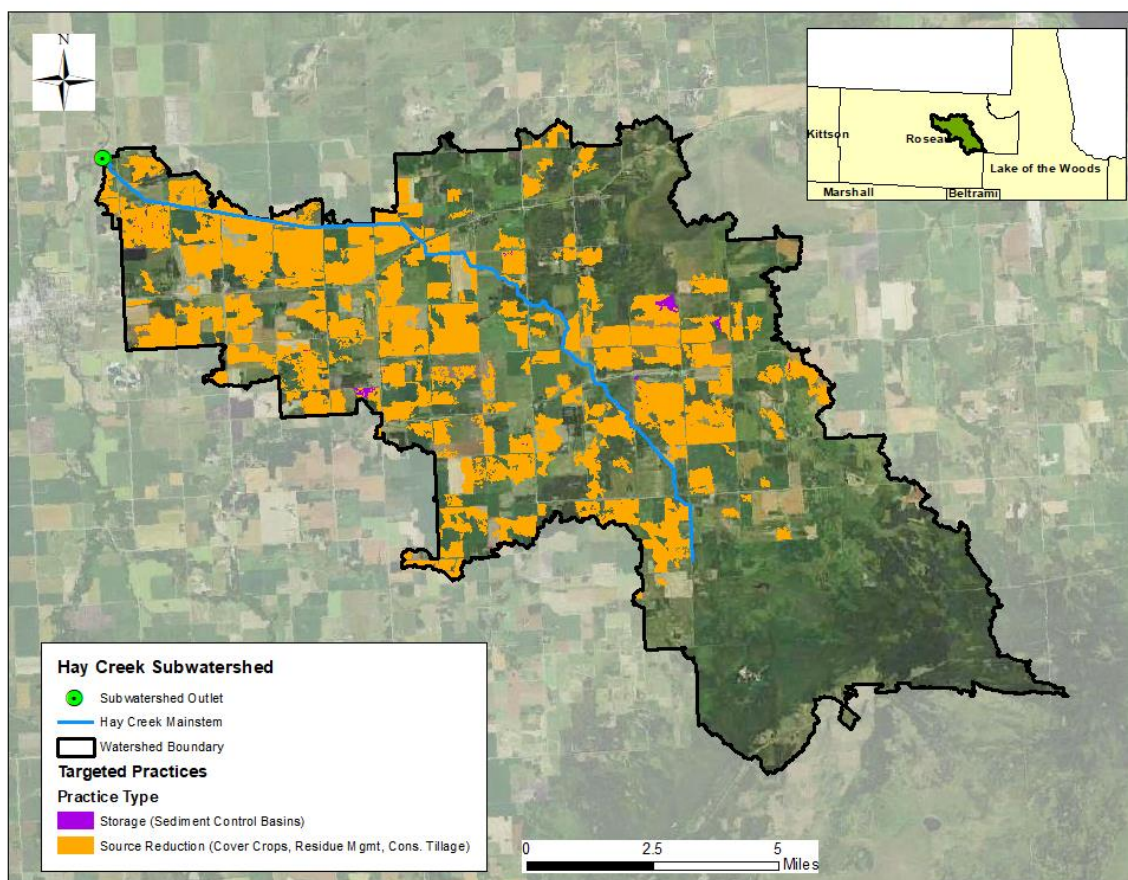 N
Kittson
Roseau
Lake of the Woods
Marshall
Beltrami
Hay Creek Subwatershed
Subwatershed Outlet
Hay Creek Mainstem
Watershed Boundary
Targeted Practices
Practice Type
Storage (Sediment Control Basins)
Source Reduction (Cover Crops, Residue Mgmt, Cons. Tillage)
0 2.5 5
Miles